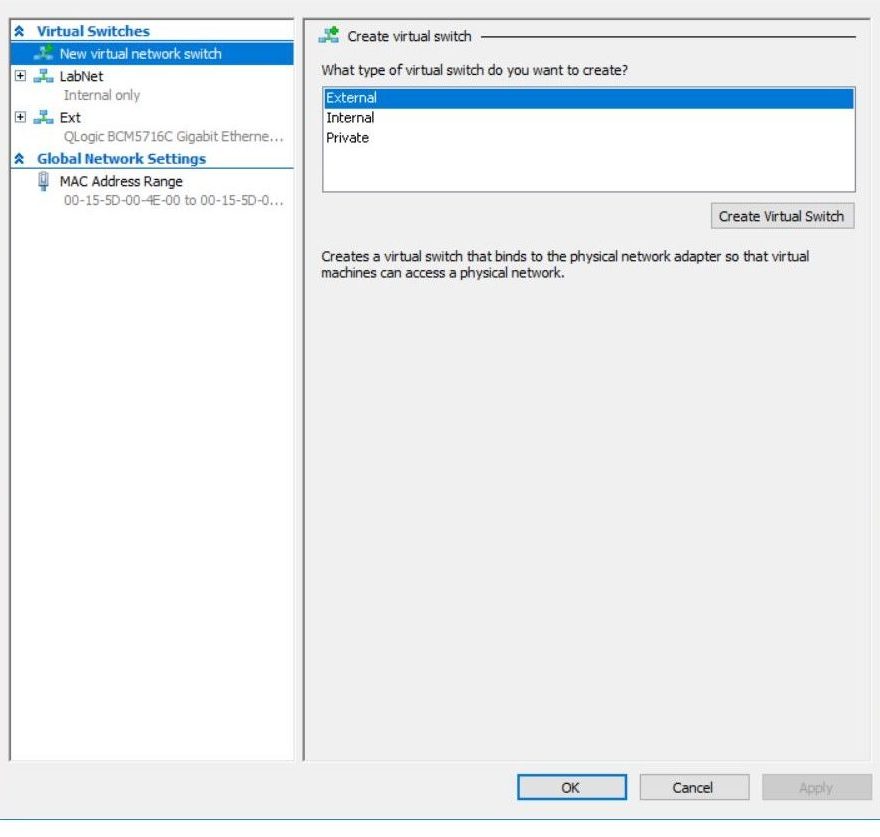 Virtual Switches
New virtual network switch
LabNet
Internal only
Ext
QLogic BCM5716C Gigabit Etherne...
Global Network Settings
MAC Address Range
00-15-5D-00-4E-00 to 00-15-5D-0...
Create virtual switch
What type of virtual switch do you want to create?
External
Internal
Private
Create Virtual Switch
Creates a virtual switch that binds to the physical network adapter so that virtual
machines can access a physical network.
OK
Cancel
Apply